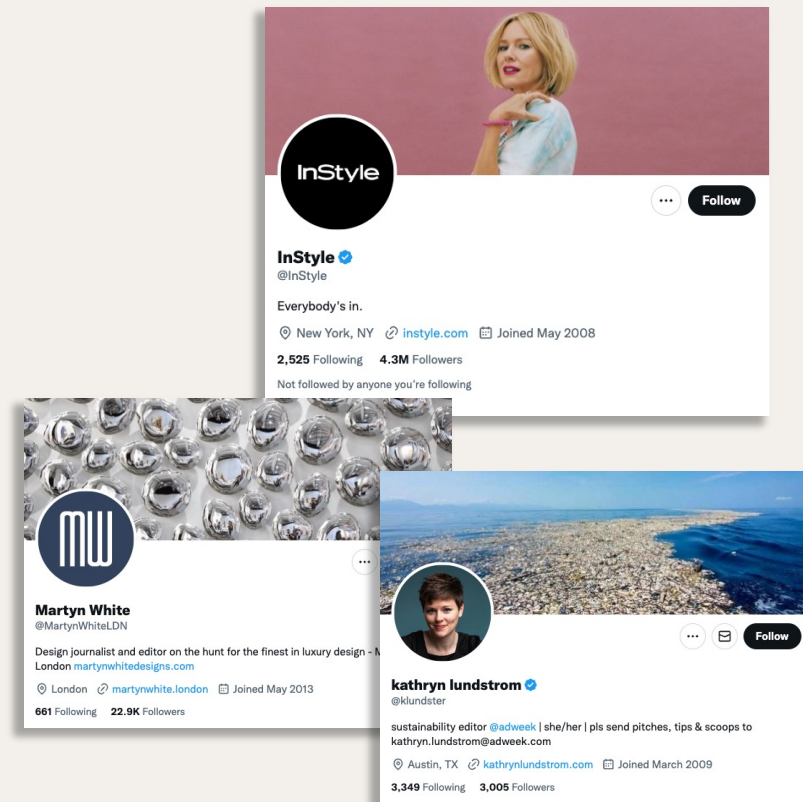 InStyle
Follow
InStyle
@InStyle
Everybody's in.
New York, NY instyle.com Joined May 2008
2,525 Following 4.3M Followers
Not followed by anyone you're following
MW
Martyn White
@MartynWhiteLDN
Design journalist and editor on the hunt for the finest in luxury design -
London martynwhitedesigns.com
London martynwhite.london Joined May 2013
661 Following 22.9K Followers
Follow
kathryn lundstrom
@klundster
sustainability editor @adweek | she/her | pls send pitches, tips & scoops to
kathryn.lundstrom@adweek.com
Austin, TX kathrynlundstrom.com Joined March 2009
3,349 Following 3,005 Followers